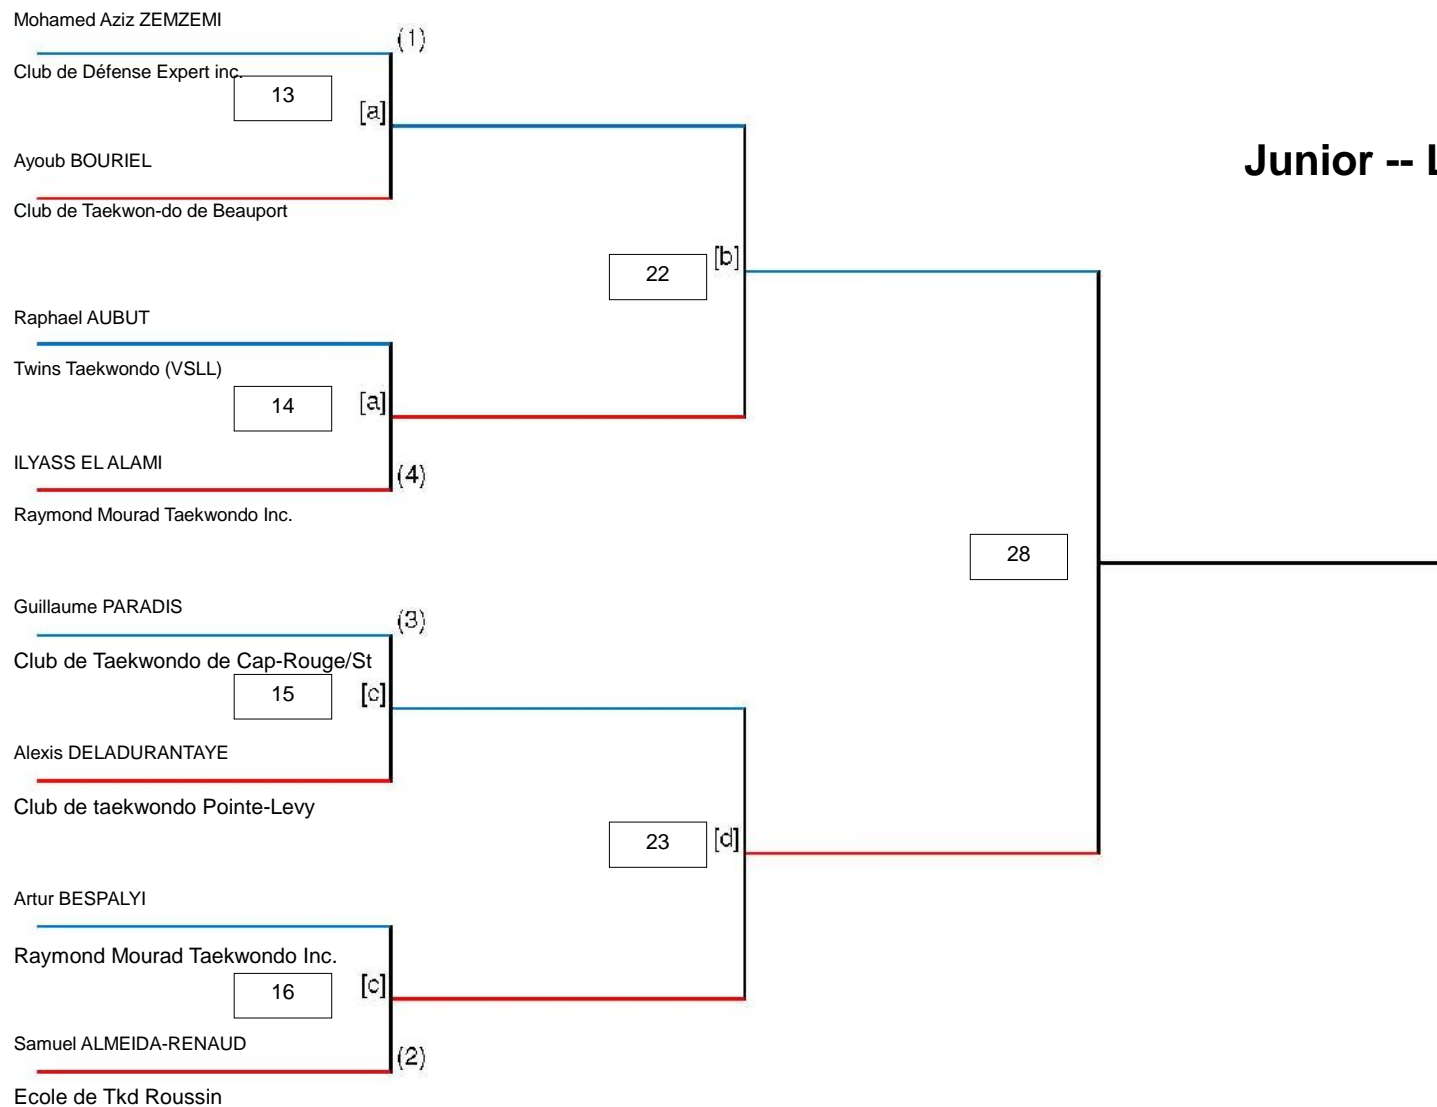 Mohamed Aziz ZEMZEMI
(1)
Club de Défense Expert inc.
13
[a]
Ayoub BOURIEL
Junior -- L
Club de Taekwon-do de Beauport
22
[b]
Raphael AUBUT
Twins Taekwondo (VSLL)
14
[a]
ILYASS EL ALAMI
(4)
Raymond Mourad Taekwondo Inc.
28
Guillaume PARADIS
(3)
Club de Taekwondo de Cap-Rouge/St
15
[c]
Alexis DELADURANTAYE
Club de taekwondo Pointe-Levy
23
[d]
Artur BESPALYI
Raymond Mourad Taekwondo Inc.
16
[c]
Samuel ALMEIDA-RENAUD
(2)
Ecole de Tkd Roussin